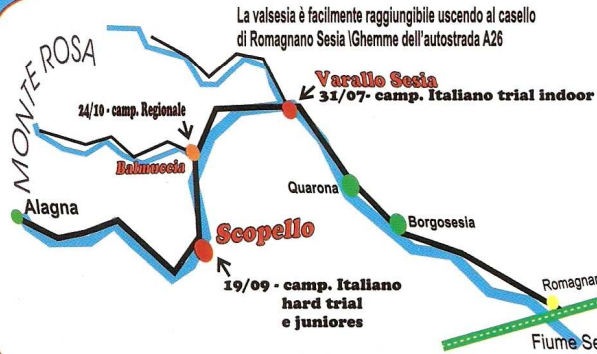 La valsesia è facilmente raggiungibile uscendo al casello
di Romagnano Sesia \Ghemme dell'autostrada A26
MONTE ROSA
Varallo Sesia
31/07- camp. Italiano trial indoor
24/10 - camp. Regionale
Balmuccia
Quarona
Alagna
Borgosesia
Scopello
19/09 - camp. Italiano
hard trial
e juniores
Romagnan
Fiume Se